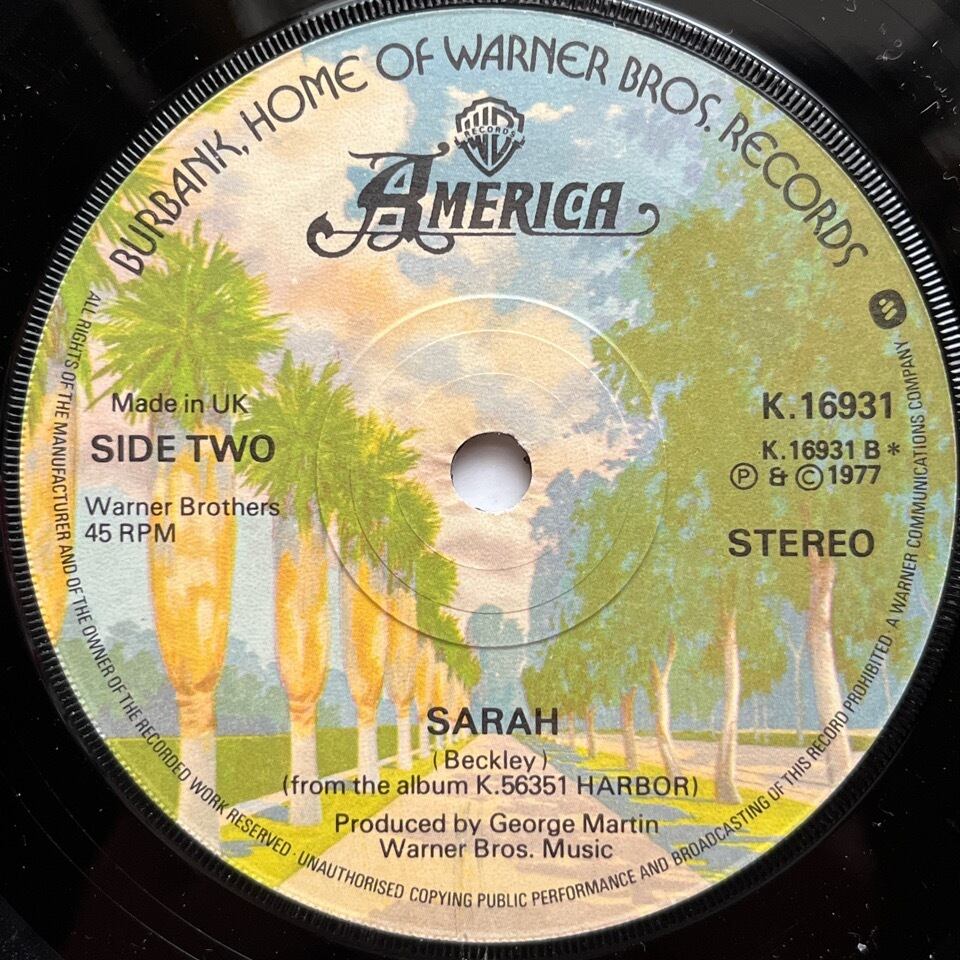 BURBANK, HOME OF WARNER BROS. RECORDS
W RECORDS
AMERICA
Made in UK
SIDE TWO
Warner Brothers
45 RPM
K.16931
K.16931 B*
Ⓟ & © 1977
STEREO
SARAH
(Beckley)
(from the album K.56351 HARBOR)
Produced by George Martin
Warner Bros. Music
ALL RIGHTS OF THE MANUFACTURER AND OF THE OWNER OF THE RECORDED WORK RESERVED · UNAUTHORISED COPYING PUBLIC PERFORMANCE AND BROADCASTING OF THIS RECORD PROHIBITED · A WARNER COMMUNICATIONS COMPANY